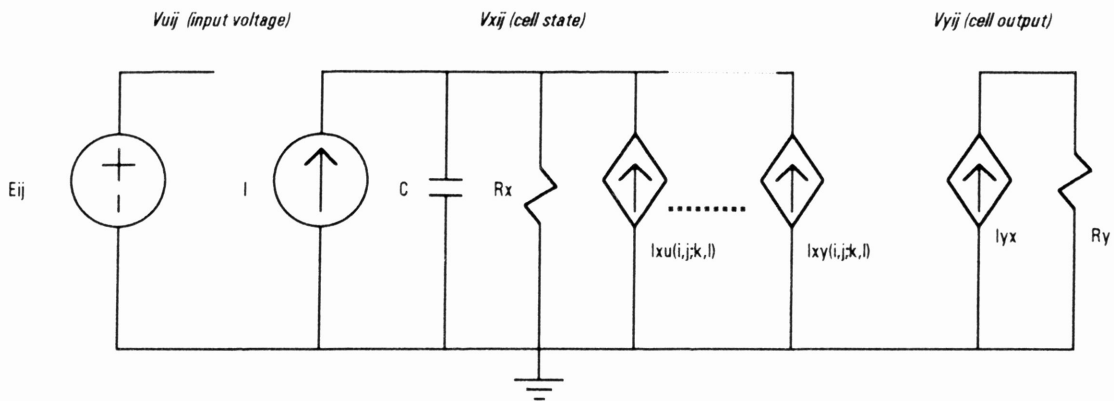 Vuij (input voltage)
Vxij (cell state)
Vyij (cell output)
Eij
I
C
Rx
Ixu(i,j;k,l)
Ixy(i,j;k,l)
Iyx
Ry